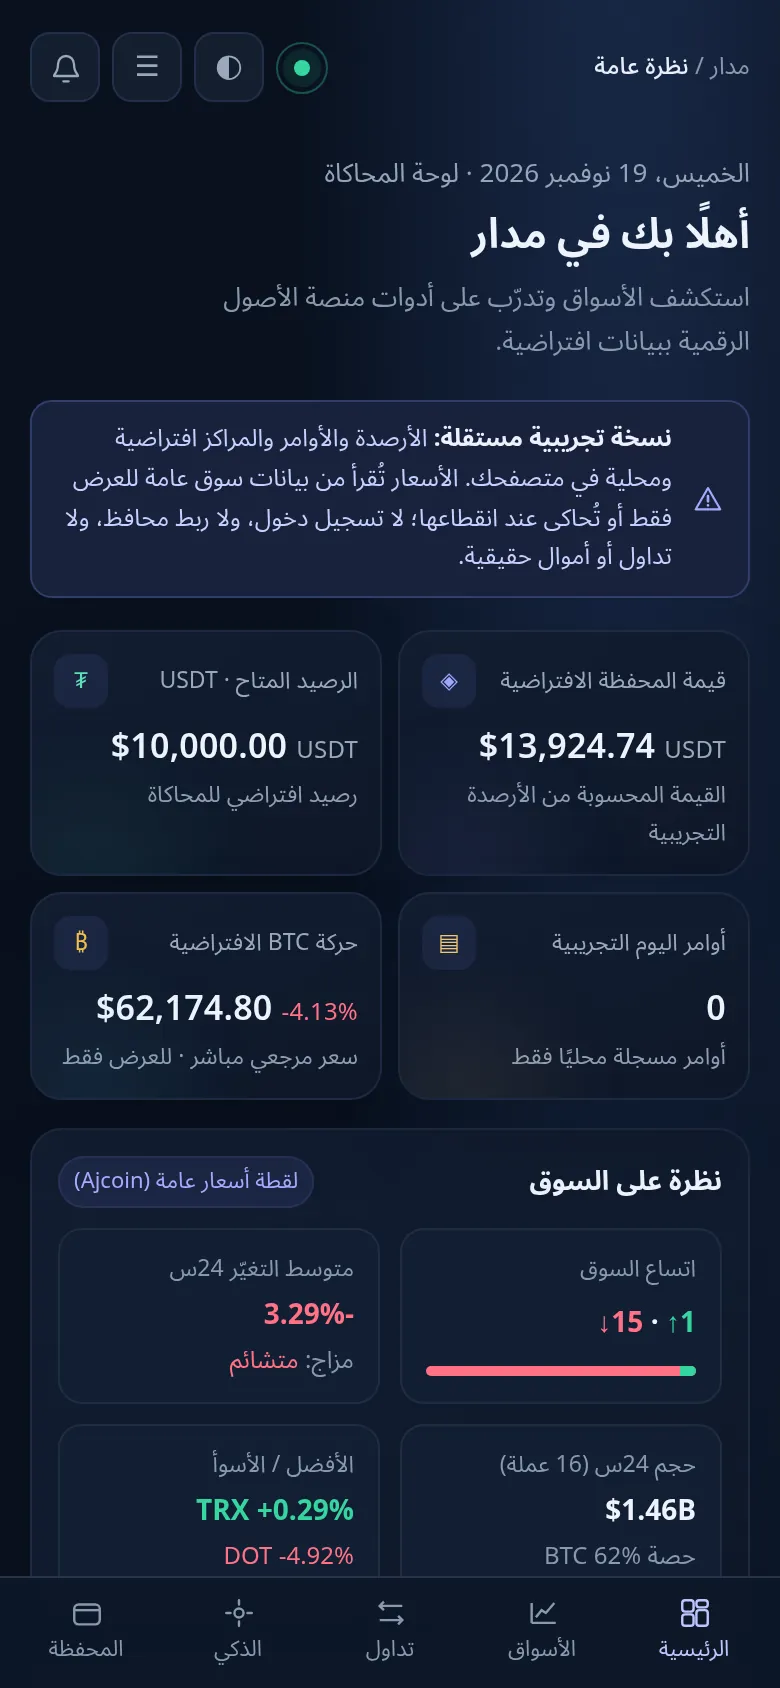 مدار / نظرة عامة
الخميس، 19 نوفمبر 2026 · لوحة المحاكاة
أهلًا بك في مدار
استكشف الأسواق وتدرّب على أدوات منصة الأصول
الرقمية ببيانات افتراضية.
نسخة تجريبية مستقلة: الأرصدة والأوامر والمراكز افتراضية
ومحلية في متصفحك. الأسعار تُقرأ من بيانات سوق عامة للعرض
فقط أو تُحاكى عند انقطاعها؛ لا تسجيل دخول، ولا ربط محافظ، ولا
تداول أو أموال حقيقية.
قيمة المحفظة الافتراضية
$13,924.74 USDT
القيمة المحسوبة من الأرصدة
التجريبية
الرصيد المتاح · USDT
₮
$10,000.00 USDT
رصيد افتراضي للمحاكاة
أوامر اليوم التجريبية
0
أوامر مسجلة محليًا فقط
حركة BTC الافتراضية
₿
$62,174.80 -4.13%
سعر مرجعي مباشر · للعرض فقط
نظرة على السوق
لقطة أسعار عامة (Ajcoin)
اتساع السوق
1↑ · 15↓
متوسط التغيّر 24س
-3.29%
مزاج: متشائم
حجم 24س (16 عملة)
$1.46B
حصة BTC 62%
الأفضل / الأسوأ
TRX +0.29%
DOT -4.92%
الرئيسية
الأسواق
تداول
الذكي
المحفظة